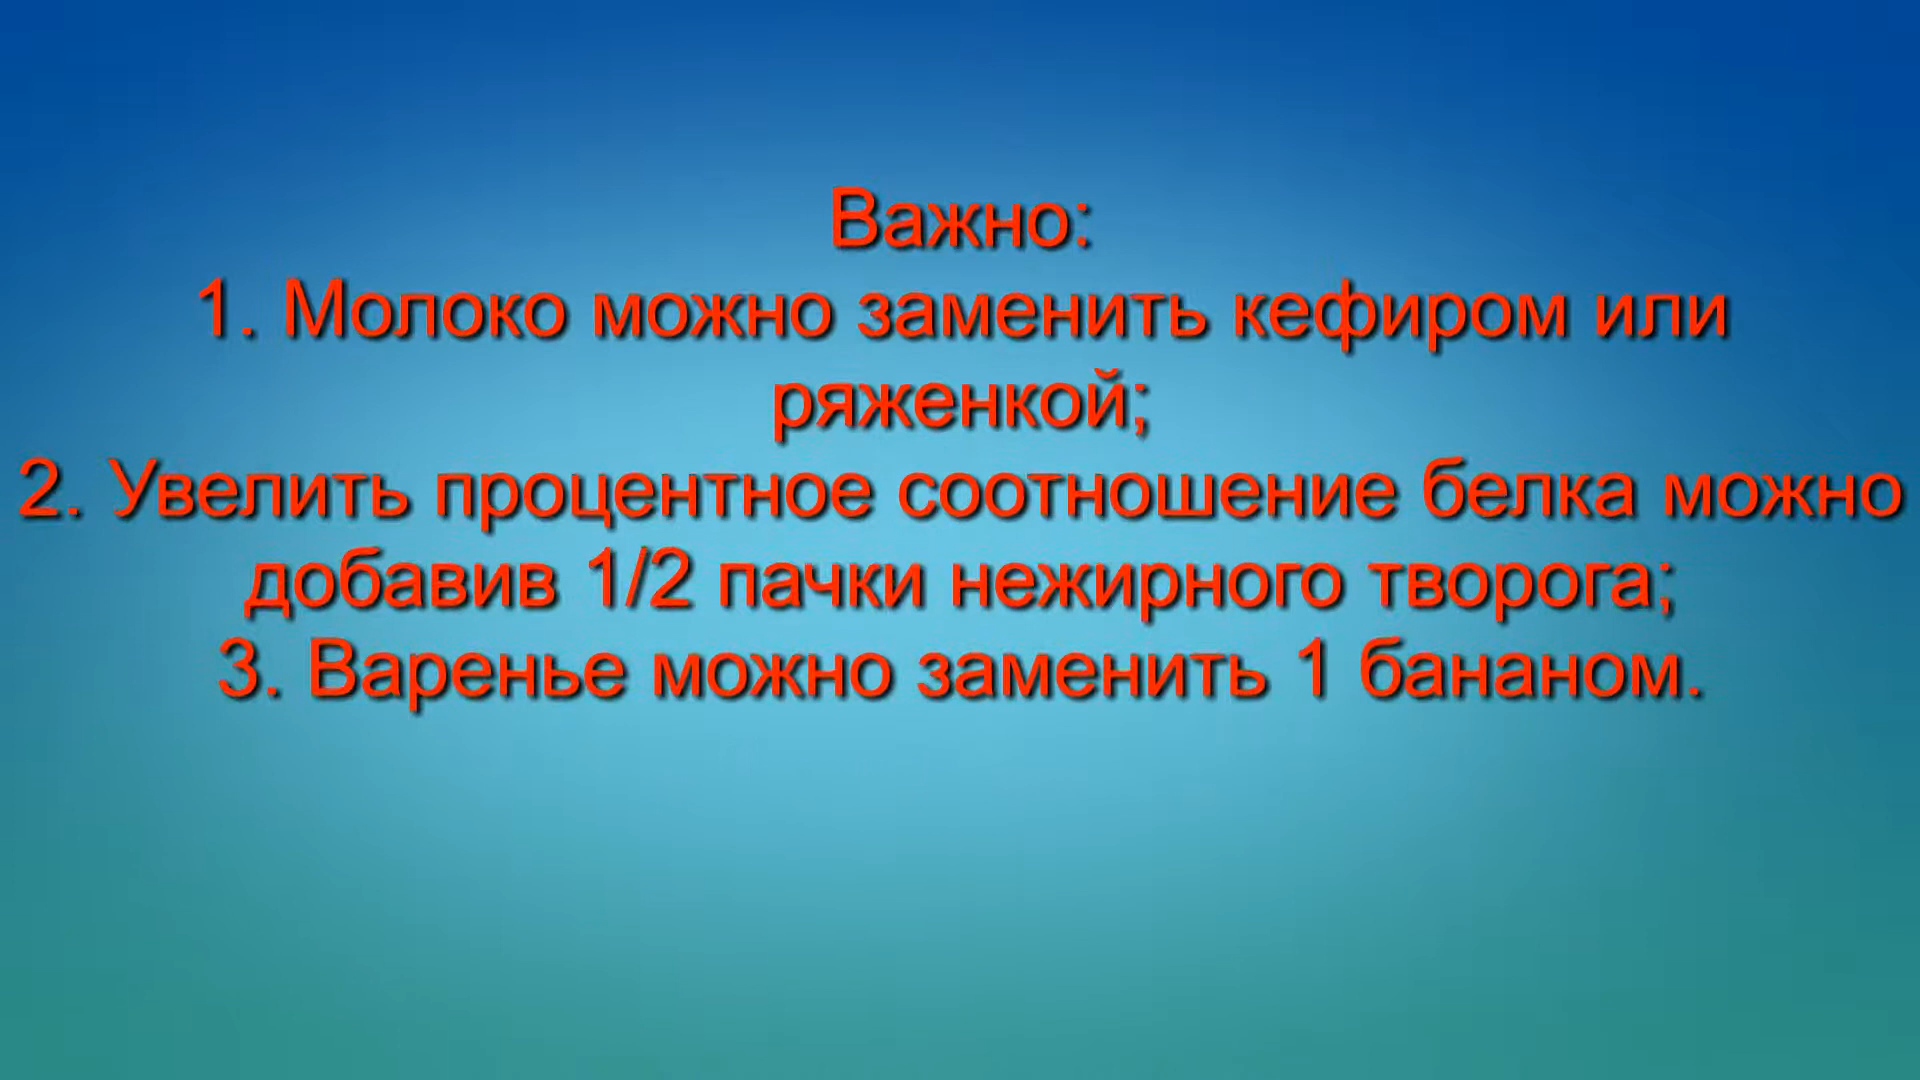 Важно:
1. Молоко можно заменить кефиром или
ряженкой;
2. Увелить процентное соотношение белка можно
добавив 1/2 пачки нежирного творога;
3. Варенье можно заменить 1 бананом.